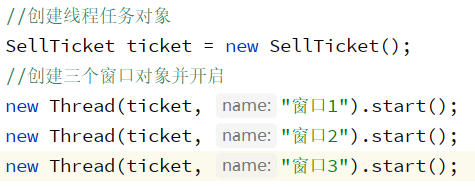 //创建线程任务对象
SellTicket ticket = new SellTicket();
//创建三个窗口对象并开启
new Thread(ticket, name: "窗口1").start();
new Thread(ticket, name: "窗口2").start();
new Thread(ticket, name: "窗口3").start();